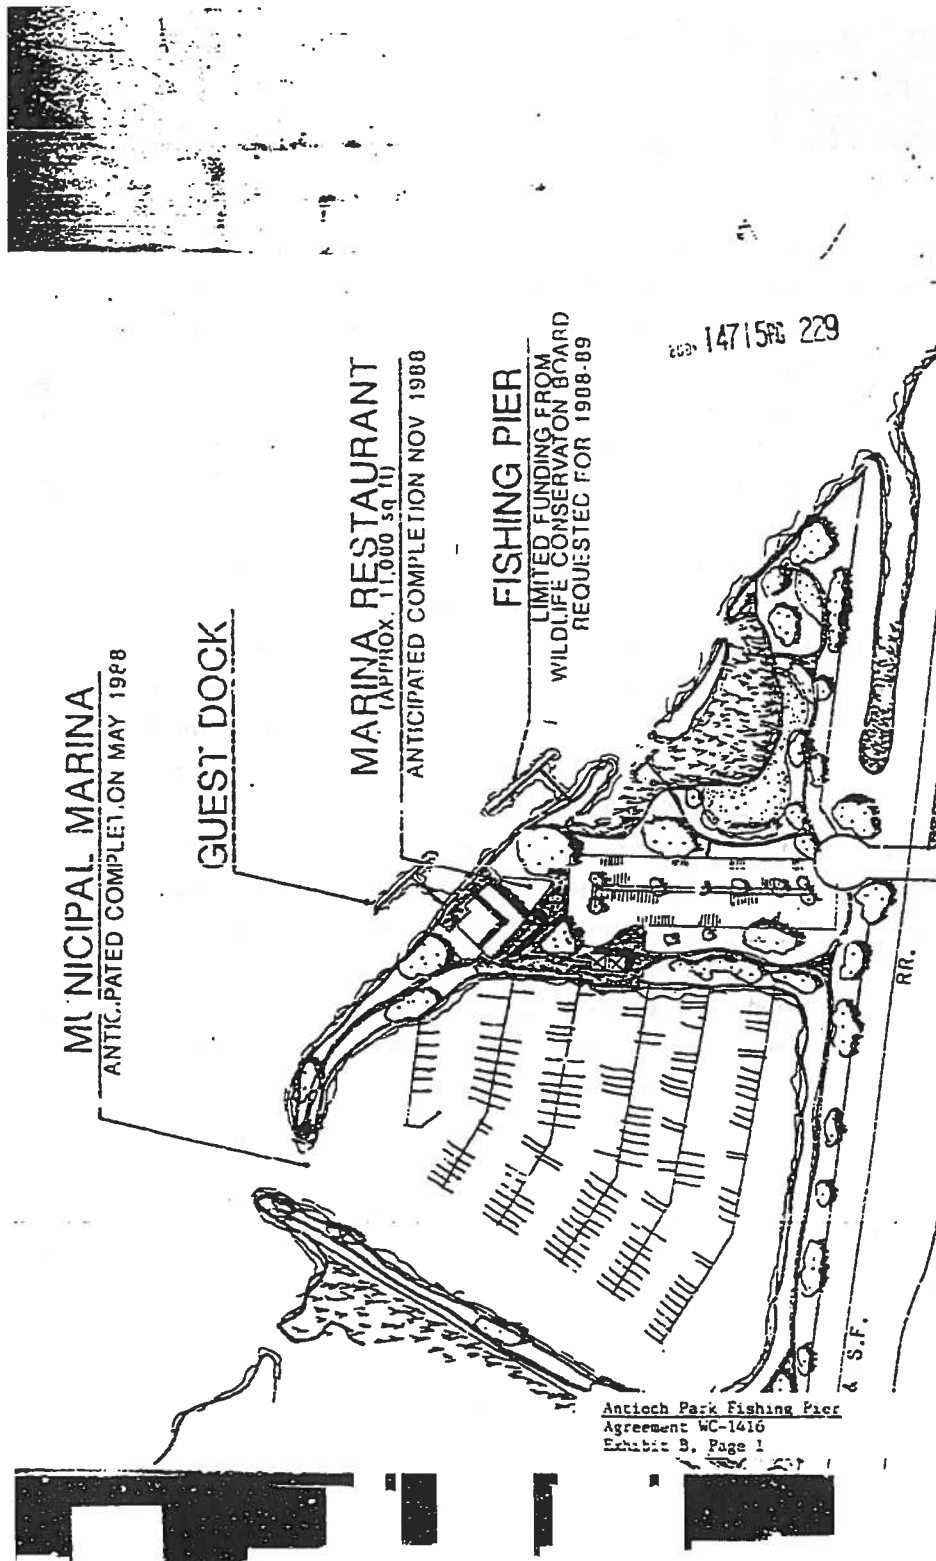 MUNICIPAL MARINA
ANTICIPATED COMPLETION MAY 1988
GUEST DOCK
MARINA RESTAURANT
(APPROX. 11,000 sq ft)
ANTICIPATED COMPLETION NOV 1988
FISHING PIER
LIMITED FUNDING FROM
WILDLIFE CONSERVATON BOARD
REQUESTED FOR 1988-89
14715PG 229
RR.
& S.F.
Antioch Park Fishing Pier
Agreement WC-1416
Exhibit B, Page 1